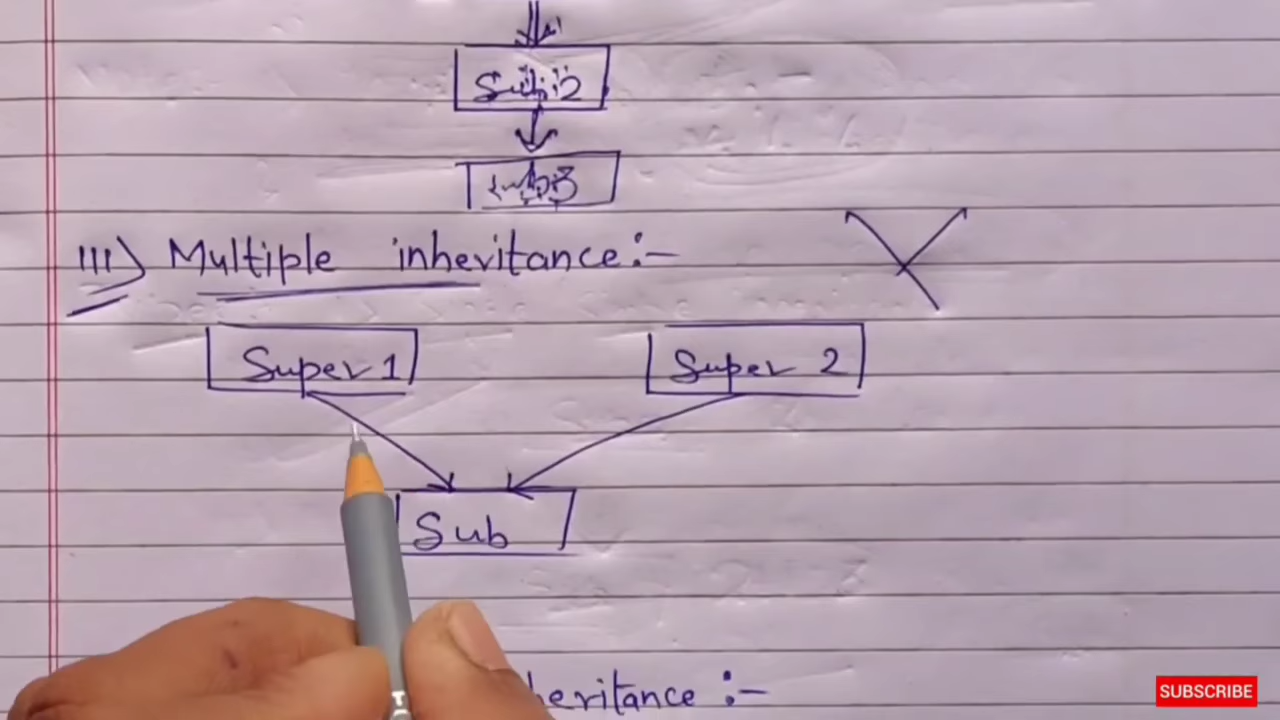 Sub 2
Sub 3
III) Multiple inheritance :-
Super 1 Super 2
Sub
heritance :-
SUBSCRIBE